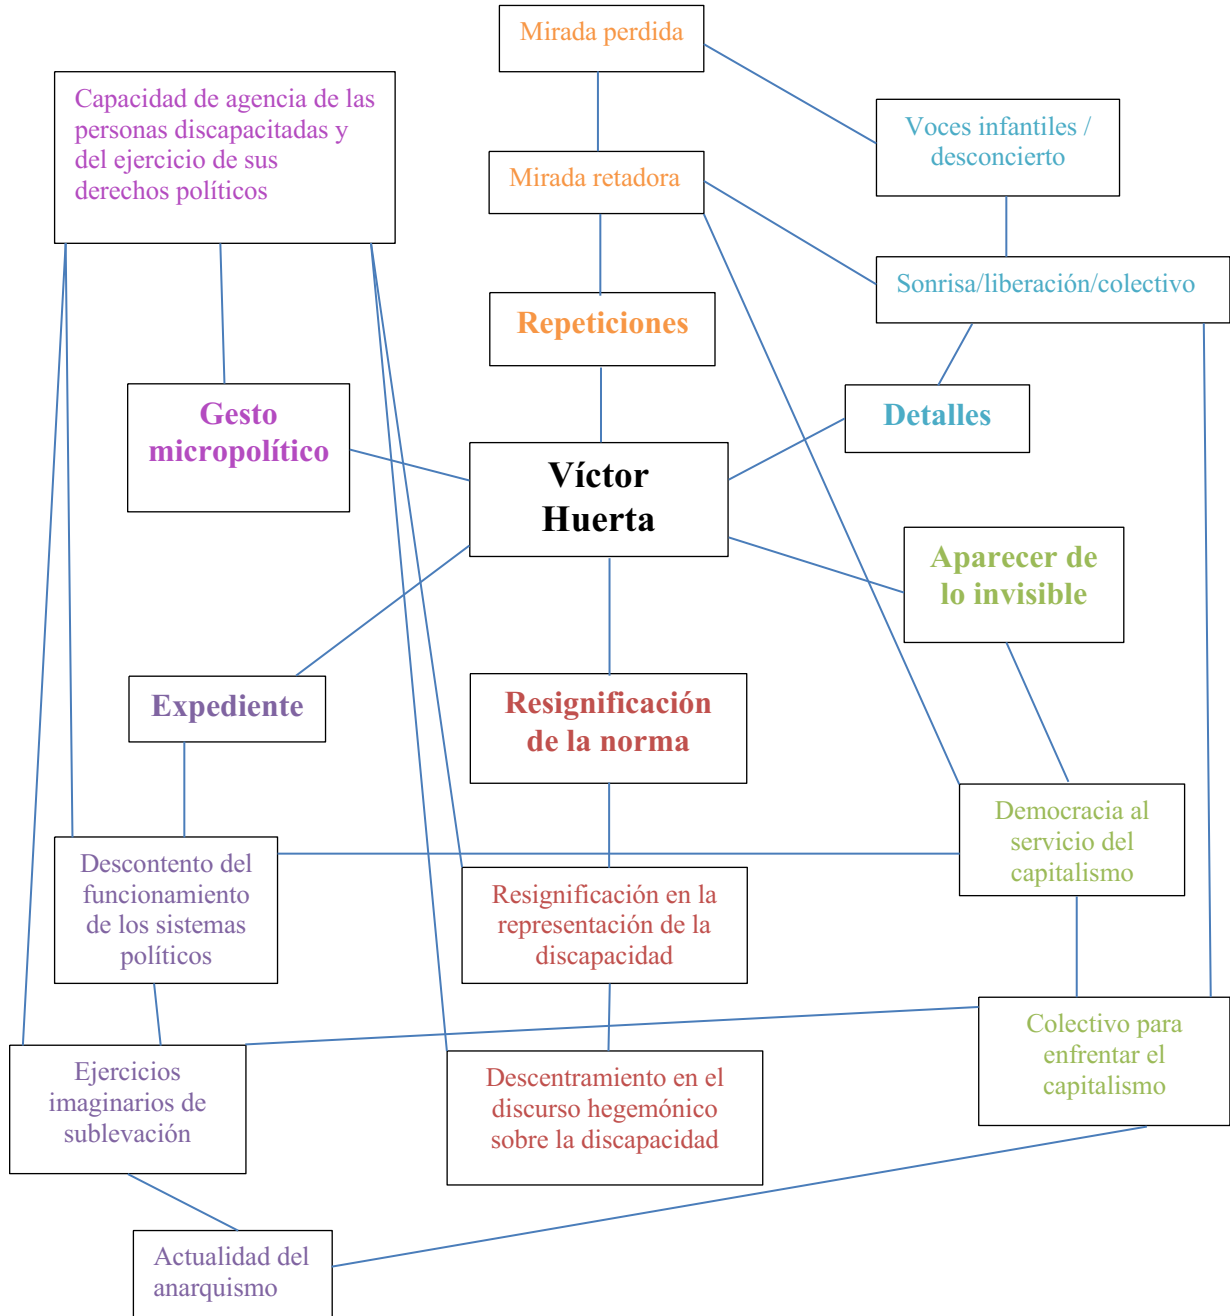 Mirada perdida
Capacidad de agencia de las
personas discapacitadas y
del ejercicio de sus
derechos políticos
Voces infantiles /
desconcierto
Mirada retadora
Sonrisa/liberación/colectivo
Repeticiones
Gesto
micropolítico
Detalles
Víctor
Huerta
Aparecer de
lo invisible
Expediente
Resignificación
de la norma
Democracia al
servicio del
capitalismo
Descontento del
funcionamiento
de los sistemas
políticos
Resignificación en la
representación de la
discapacidad
Colectivo para
enfrentar el
capitalismo
Ejercicios
imaginarios de
sublevación
Descentramiento en el
discurso hegemónico
sobre la discapacidad
Actualidad del
anarquismo